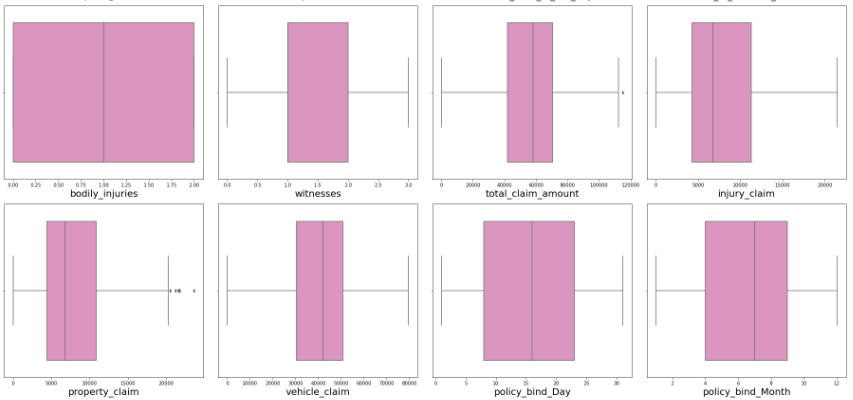 0.00 0.25 0.50 0.75 1.00 1.25 1.50 1.75 2.00
bodily_injuries
0.0 0.5 1.0 1.5 2.0 2.5 3.0
witnesses
0 20000 40000 60000 80000 100000 120000
total_claim_amount
0 5000 10000 15000 20000
injury_claim
0 5000 10000 15000 20000
property_claim
0 10000 20000 30000 40000 50000 60000 70000 80000
vehicle_claim
0 5 10 15 20 25 30
policy_bind_Day
2 4 6 8 10 12
policy_bind_Month